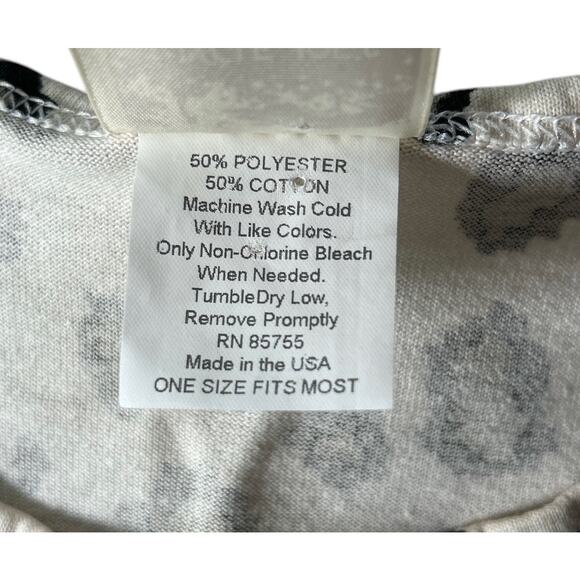 50% POLYESTER
50% COTTON
Machine Wash Cold
With Like Colors.
Only Non-Chlorine Bleach
When Needed.
TumbleDry Low,
Remove Promptly
RN 85755
Made in the USA
ONE SIZE FITS MOST